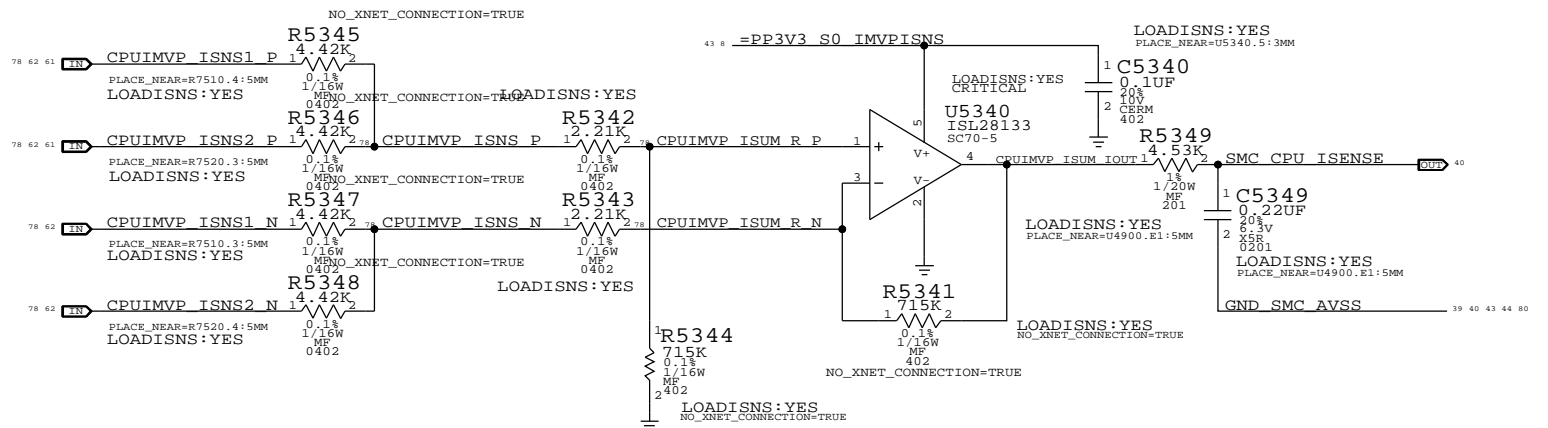 NO_XNET_CONNECTION=TRUE
R5345
4.42K
78 62 61 IN CPUIMVP_ISNS1_P 1 2
0.1%
1/16W
MF
0402
PLACE_NEAR=R7510.4:5MM
LOADISNS:YES
NO_XNET_CONNECTION=TRUE
R5346
4.42K
78 62 61 IN CPUIMVP_ISNS2_P 1 2
0.1%
1/16W
MF
0402
PLACE_NEAR=R7520.3:5MM
LOADISNS:YES
NO_XNET_CONNECTION=TRUE
R5347
4.42K
78 62 IN CPUIMVP_ISNS1_N 1 2
0.1%
1/16W
MF
0402
PLACE_NEAR=R7510.3:5MM
LOADISNS:YES
NO_XNET_CONNECTION=TRUE
R5348
4.42K
78 62 IN CPUIMVP_ISNS2_N 1 2
0.1%
1/16W
MF
0402
PLACE_NEAR=R7520.4:5MM
LOADISNS:YES
LOADISNS:YES
R5342
2.21K
78 CPUIMVP_ISNS_P 1 2
0.1%
1/16W
MF
0402
R5343
2.21K
78 CPUIMVP_ISNS_N 1 2
0.1%
1/16W
MF
0402
LOADISNS:YES
78 CPUIMVP_ISUM_R_P 1
78 CPUIMVP_ISUM_R_N
3
1
R5344
715K
0.1%
1/16W
MF
402
2
LOADISNS:YES
NO_XNET_CONNECTION=TRUE
43 8 =PP3V3_S0_IMVPISNS
LOADISNS:YES
CRITICAL
U5340
ISL28133
SC70-5
5
V+
+
−
V-
2
4
R5341
715K
1 2
0.1%
1/16W
MF
402
NO_XNET_CONNECTION=TRUE
LOADISNS:YES
NO_XNET_CONNECTION=TRUE
LOADISNS:YES
PLACE_NEAR=U5340.5:3MM
1
C5340
0.1UF
20%
10V
CERM
402
2
R5349
4.53K
CPUIMVP_ISUM_IOUT 1 2
1%
1/20W
MF
201
LOADISNS:YES
PLACE_NEAR=U4900.E1:5MM
SMC_CPU_ISENSE OUT 40
1
C5349
0.22UF
20%
6.3V
X5R
0201
2
LOADISNS:YES
PLACE_NEAR=U4900.E1:5MM
GND_SMC_AVSS 39 40 43 44 80